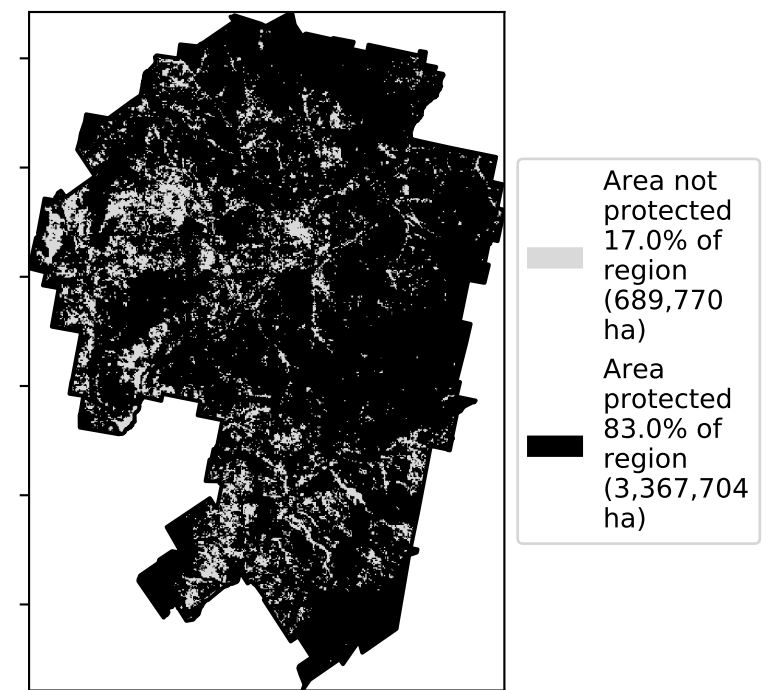 Area not
protected
17.0% of
region
(689,770
ha)
Area
protected
83.0% of
region
(3,367,704
ha)